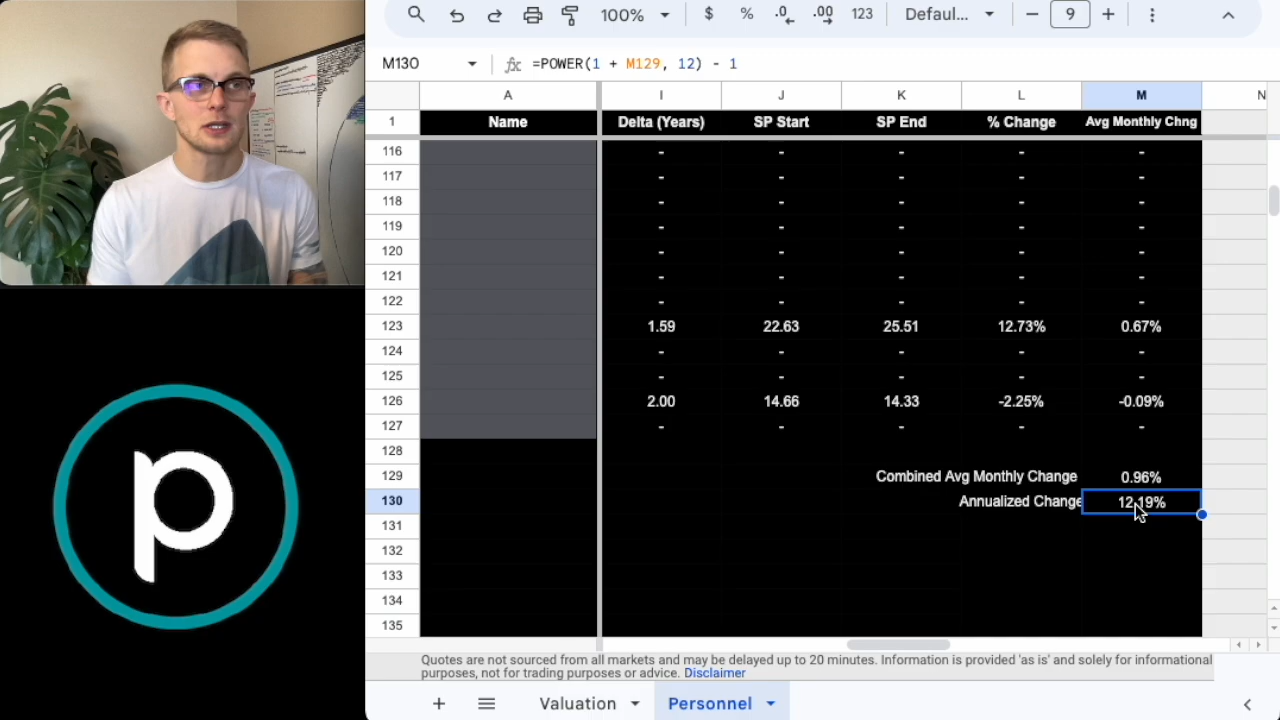 100% $ % .0 .00 123 Defaul... − 9 +
M130 fx =POWER(1 + M129, 12) - 1
A I J K L M N
1 Name Delta (Years) SP Start SP End % Change Avg Monthly Chng
116 - - - - -
117 - - - - -
118 - - - - -
119 - - - - -
120 - - - - -
121 - - - - -
122 - - - - -
123 1.59 22.63 25.51 12.73% 0.67%
124 - - - - -
125 - - - - -
126 2.00 14.66 14.33 -2.25% -0.09%
127 - - - - -
128
129 Combined Avg Monthly Change 0.96%
130 Annualized Change 12.19%
131
132
133
134
135
p
Quotes are not sourced from all markets and may be delayed up to 20 minutes. Information is provided 'as is' and solely for informational
purposes, not for trading purposes or advice. Disclaimer
+ Valuation Personnel